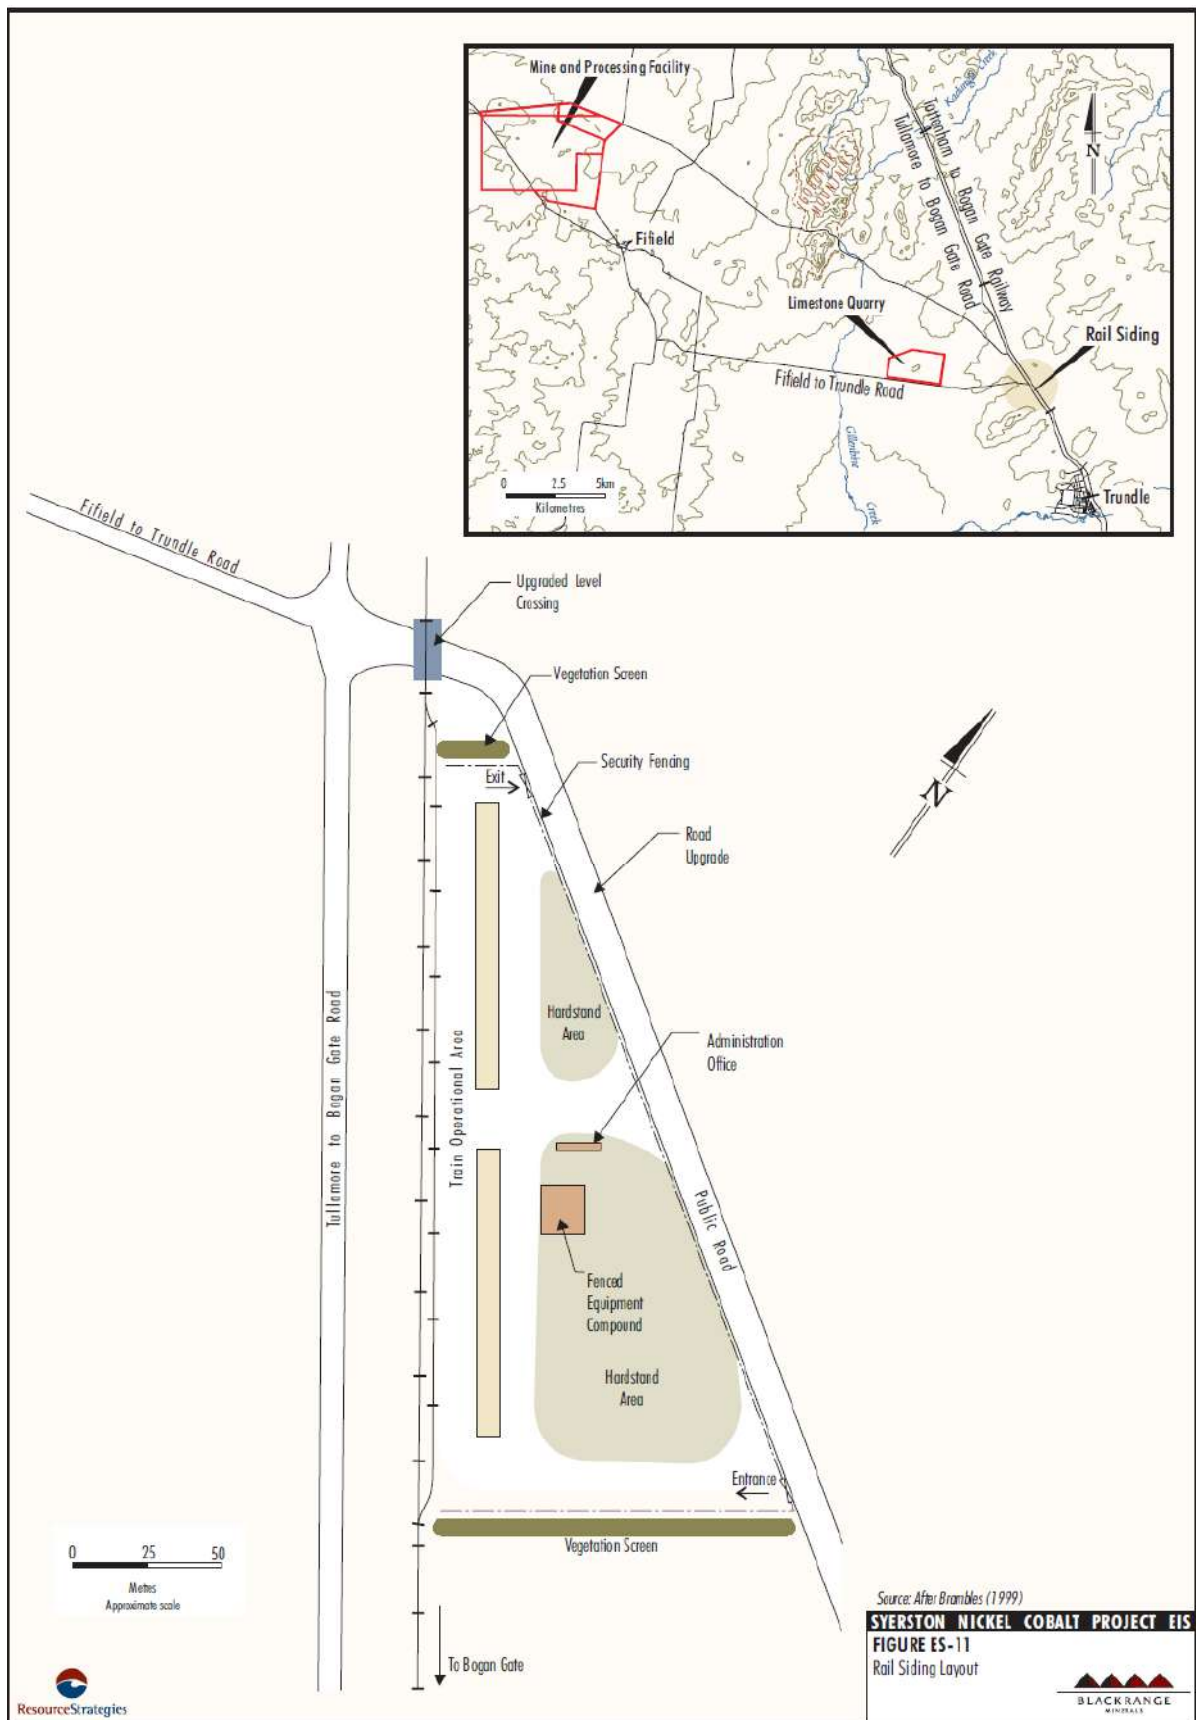 Mine and Processing Facility
Kadungle Creek
Tottenham to Bogan Gate Railway
Tullamore to Bogan Gate Road
N
GOBONDRY MOUNTAINS
Fifield
Limestone Quarry
Rail Siding
Fifield to Trundle Road
Gillenbine
Creek
0 2.5 5km
Kilometres
Trundle
Fifield to Trundle Road
Upgraded Level
Crossing
Vegetation Screen
Exit
Security Fencing
N
Road
Upgrade
Hardstand
Area
Administration
Office
Tullamore to Bogan Gate Road
Train Operational Area
Public Road
Fenced
Equipment
Compound
Hardstand
Area
Entrance
Vegetation Screen
0 25 50
Metres
Approximate scale
To Bogan Gate
Source: After Brambles (1999)
SYERSTON NICKEL COBALT PROJECT EIS
FIGURE ES-11
Rail Siding Layout
ResourceStrategies
BLACKRANGE
MINERALS